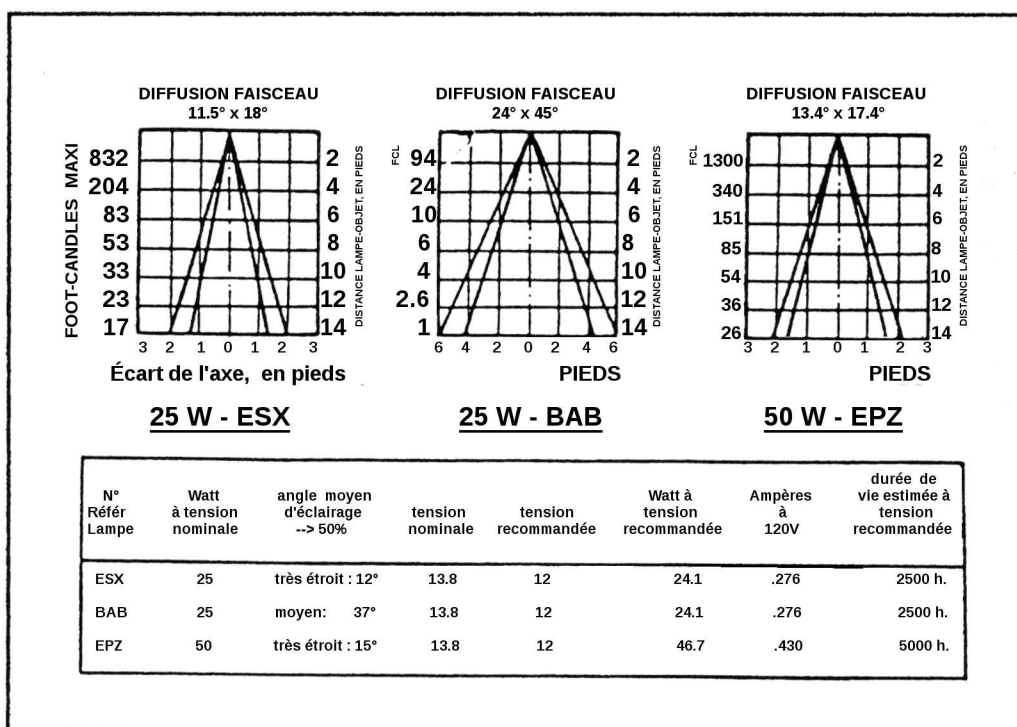 DIFFUSION FAISCEAU
11.5° x 18°
FOOT-CANDLES MAXI
832 2
204 4
83 6
53 8
33 10
23 12
17 14
DISTANCE LAMPE-OBJET, EN PIEDS
3 2 1 0 1 2 3
Écart de l'axe, en pieds
25 W - ESX
DIFFUSION FAISCEAU
24° x 45°
FCL
94 2
24 4
10 6
6 8
4 10
2.6 12
1 14
DISTANCE LAMPE-OBJET, EN PIEDS
6 4 2 0 2 4 6
PIEDS
25 W - BAB
DIFFUSION FAISCEAU
13.4° x 17.4°
FCL
1300 2
340 4
151 6
85 8
54 10
36 12
26 14
DISTANCE LAMPE-OBJET, EN PIEDS
3 2 1 0 1 2 3
PIEDS
50 W - EPZ
N°
Référ
Lampe
Watt
à tension
nominale
angle moyen
d'éclairage
--> 50%
tension
nominale
tension
recommandée
Watt à
tension
recommandée
Ampères
à
120V
durée de
vie estimée à
tension
recommandée
ESX 25 très étroit : 12° 13.8 12 24.1 .276 2500 h.
BAB 25 moyen: 37° 13.8 12 24.1 .276 2500 h.
EPZ 50 très étroit : 15° 13.8 12 46.7 .430 5000 h.